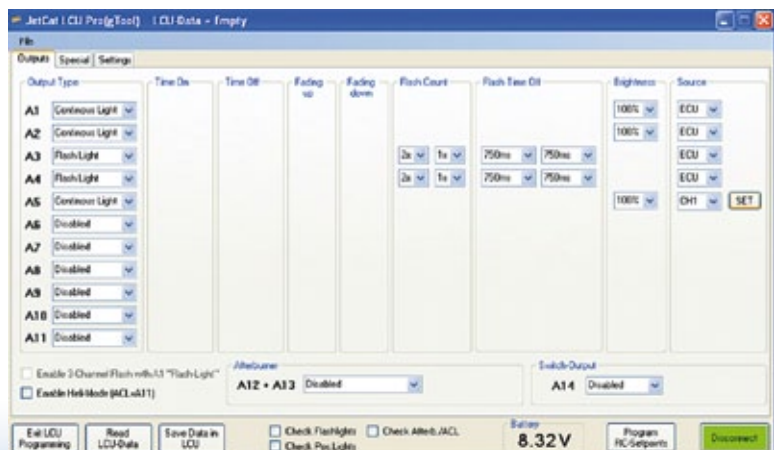 JetCat LCU Pro(gTool) LCU-Data - Empty
File
Outputs Special Settings
Output Type Time On Time Off Fading up Fading down Flash Count Flash Time Off Brightness Source
A1 Continous Light 100% ECU
A2 Continous Light 100% ECU
A3 Flash Light 2x 1x 750ms 750ms ECU
A4 Flash Light 2x 1x 750ms 750ms ECU
A5 Continous Light 100% CH1 SET
A6 Disabled
A7 Disabled
A8 Disabled
A9 Disabled
A10 Disabled
A11 Disabled
Enable 3 Channel Flash with A1 "Flash-Light"
Enable Heli-Mode (ACL=A11)
Afterburner
A12 + A13 Disabled
Switch-Output
A14 Disabled
Exit LCU Programming
Read LCU-Data
Save Data in LCU
Check Flashlights
Check Afterb./ACL
Check Pos.Lights
Battery
8.32V
Program RC-Setpoints
Disconnect